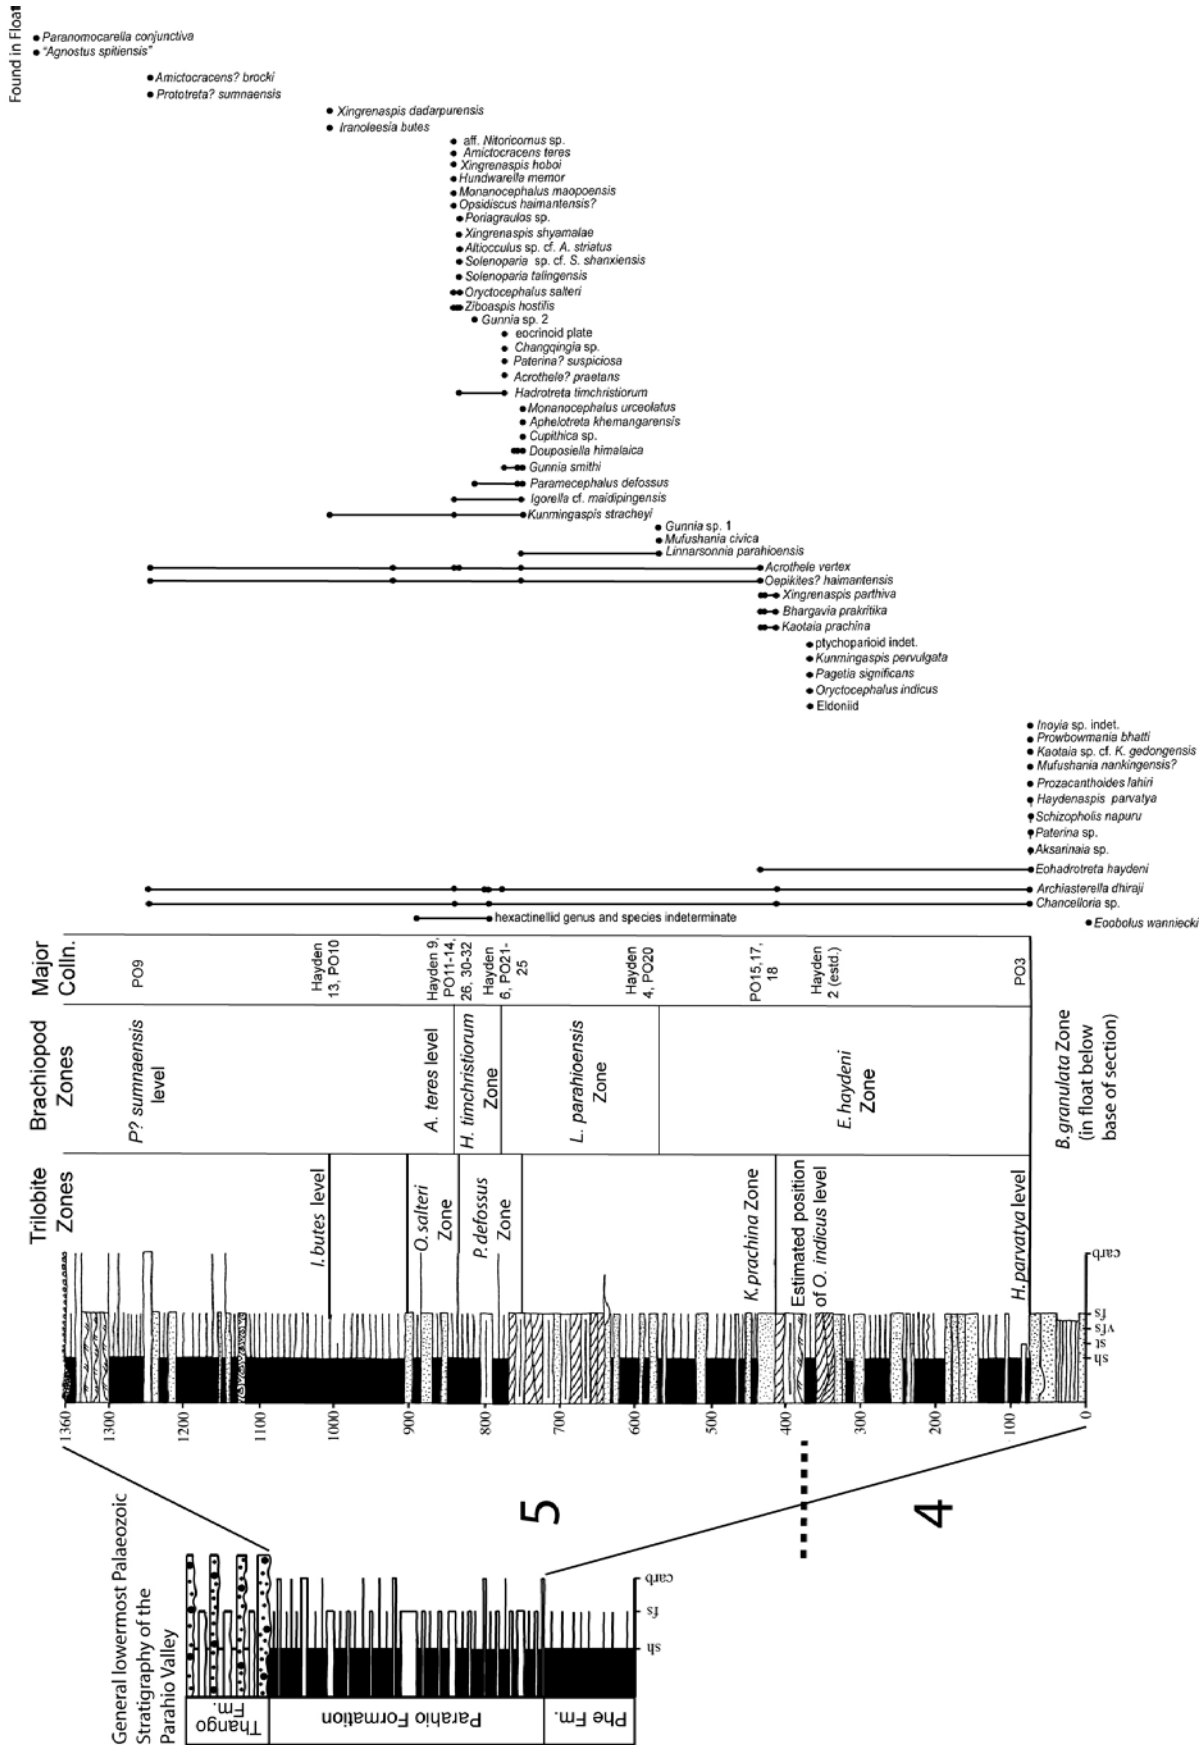 Found in Float
Paranomocarella conjunctiva
"Agnostus spitiensis"
Amictocracens? brocki
Prototreta? sumnaensis
Xingrenaspis dadarpurensis
Iranoleesia butes
aff. Nitoricornus sp.
Amictocracens teres
Xingrenaspis hoboi
Hundwarella memor
Monanocephalus maopoensis
Opsidiscus haimantensis?
Poriagraulos sp.
Xingrenaspis shyamalae
Altiocculus sp. cf. A. striatus
Solenoparia sp. cf. S. shanxiensis
Solenoparia talingensis
Oryctocephalus salteri
Ziboaspis hostilis
Gunnia sp. 2
eocrinoid plate
Changqingia sp.
Paterina? suspiciosa
Acrothele? praetans
Hadrotreta timchristiorum
Monanocephalus urceolatus
Aphelotreta khemangarensis
Cupithica sp.
Douposiella himalaica
Gunnia smithi
Paramecephalus defossus
Igorella cf. maidipingensis
Kunmingaspis stracheyi
Gunnia sp. 1
Mufushania civica
Linnarsonnia parahioensis
Acrothele vertex
Oepikites? haimantensis
Xingrenaspis parthiva
Bhargavia prakritika
Kaotaia prachina
ptychoparioid indet.
Kunmingaspis pervulgata
Pagetia significans
Oryctocephalus indicus
Eldoniid
Inoyia sp. indet.
Prowbowmania bhatti
Kaotaia sp. cf. K. gedongensis
Mufushania nankingensis?
Prozacanthoides lahiri
Haydenaspis parvatya
Schizopholis napuru
Paterina sp.
Aksarinaia sp.
Eohadrotreta haydeni
Archiasterella dhiraji
Chancelloria sp.
hexactinellid genus and species indeterminate
Eoobolus wanniecki
Major
Colln.
PO9
Hayden
13, PO10
Hayden 9,
PO11-14,
26, 30-32
Hayden
6, PO21-
25
Hayden
4, PO20
PO15,17,
18
Hayden
2 (estd.)
PO3
Brachiopod
Zones
P? sumnaensis
level
A. teres level
H. timchristiorum
Zone
L. parahioensis
Zone
E. haydeni
Zone
B. granulata Zone
(in float below
base of section)
Trilobite
Zones
I. butes level
O. salteri
Zone
P. defossus
Zone
K. prachina Zone
Estimated position
of O. indicus level
H. parvatya level
carb
fs
vfs
st
sh
1360
1300
1200
1100
1000
900
800
700
600
500
400
300
200
100
0
5
4
General lowermost Palaeozoic
Stratigraphy of the
Parahio Valley
carb
fs
sh
Thango
Fm.
Parahio Formation
Phe Fm.